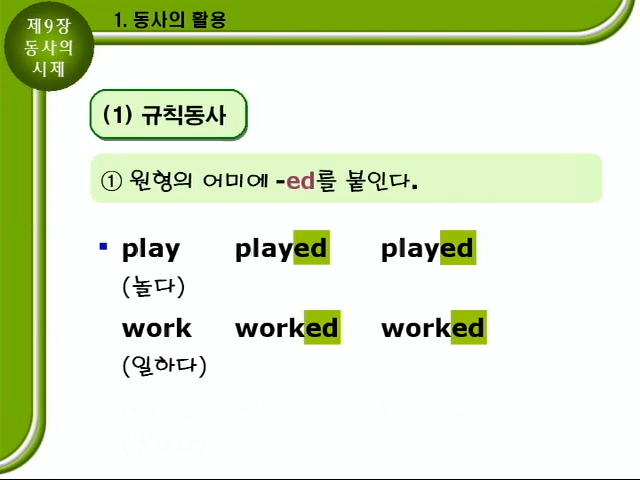 제9장
동사의
시제
1. 동사의 활용
(1) 규칙동사
① 원형의 어미에 -ed를 붙인다.
play played played
(놀다)
work worked worked
(일하다)